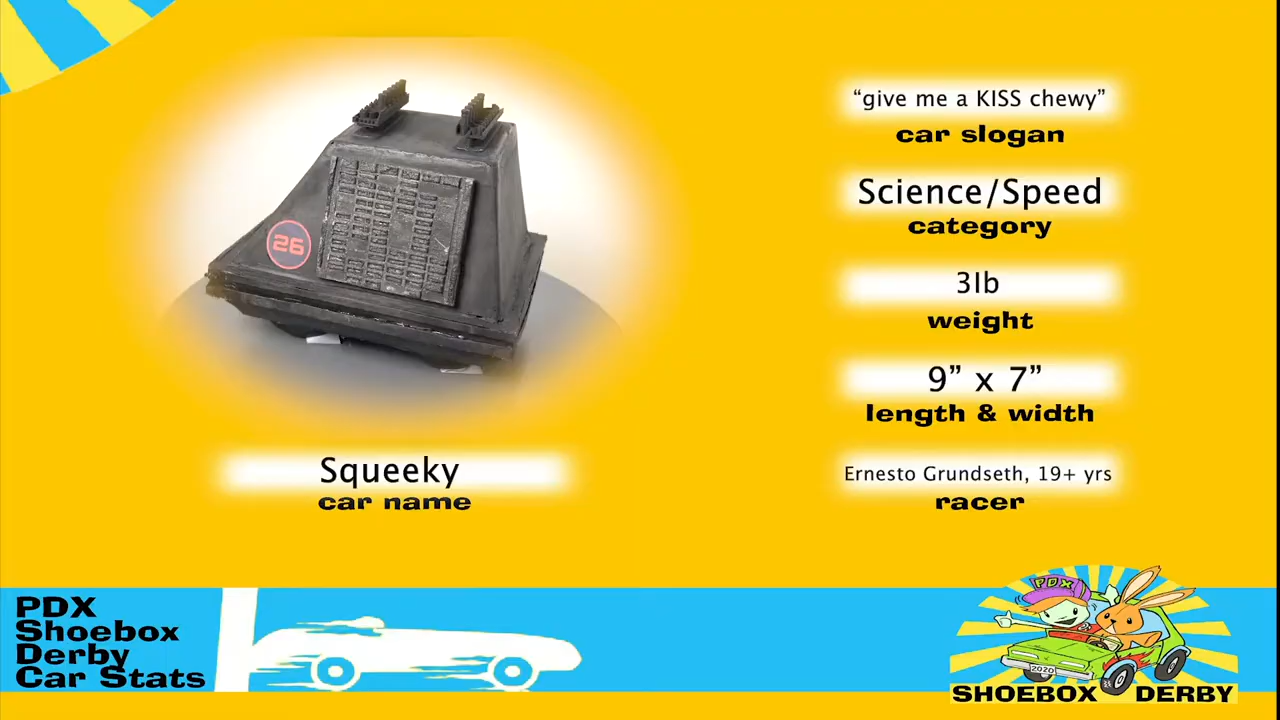 “give me a KISS chewy”
car slogan
Science/Speed
category
3lb
weight
9” x 7”
length & width
Ernesto Grundseth, 19+ yrs
racer
26
Squeeky
car name
PDX
Shoebox
Derby
Car Stats
PDX
2020
SHOEBOX DERBY